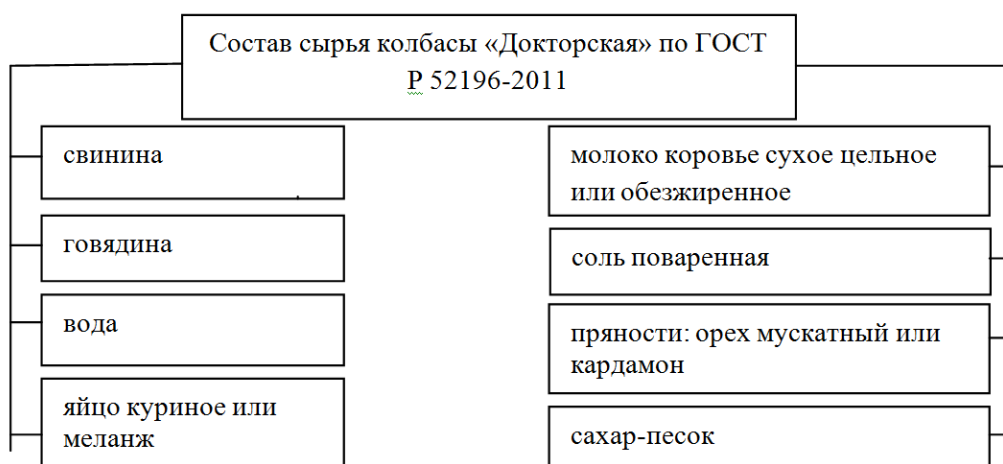 Состав сырья колбасы «Докторская» по ГОСТ
Р 52196-2011
свинина
говядина
вода
яйцо куриное или
меланж
молоко коровье сухое цельное
или обезжиренное
соль поваренная
пряности: орех мускатный или
кардамон
сахар-песок